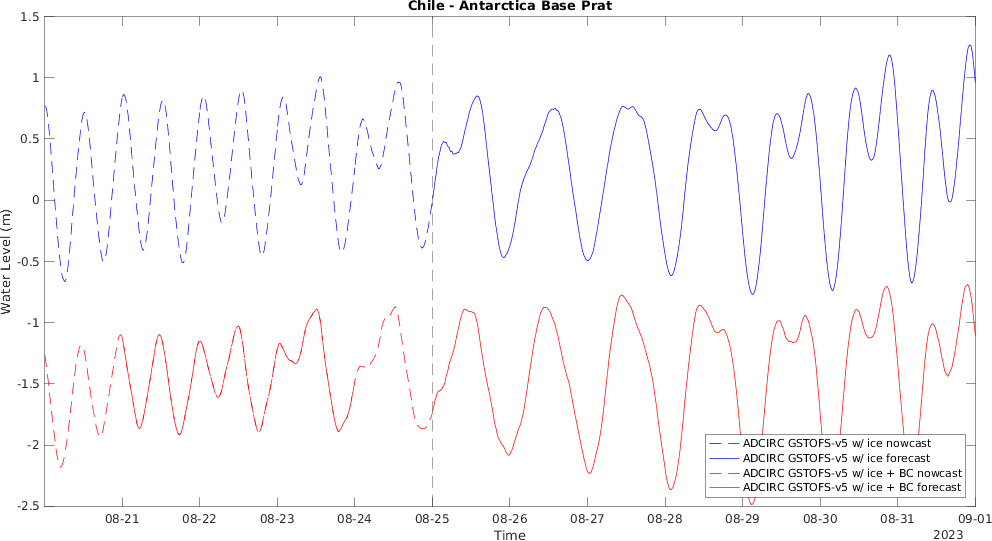 Chile - Antarctica Base Prat
1.5
1
0.5
0
-0.5
-1
-1.5
-2
-2.5
Water Level (m)
ADCIRC GSTOFS-v5 w/ ice nowcast
ADCIRC GSTOFS-v5 w/ ice forecast
ADCIRC GSTOFS-v5 w/ ice + BC nowcast
ADCIRC GSTOFS-v5 w/ ice + BC forecast
08-21 08-22 08-23 08-24 08-25 08-26 08-27 08-28 08-29 08-30 08-31 09-01
Time
2023